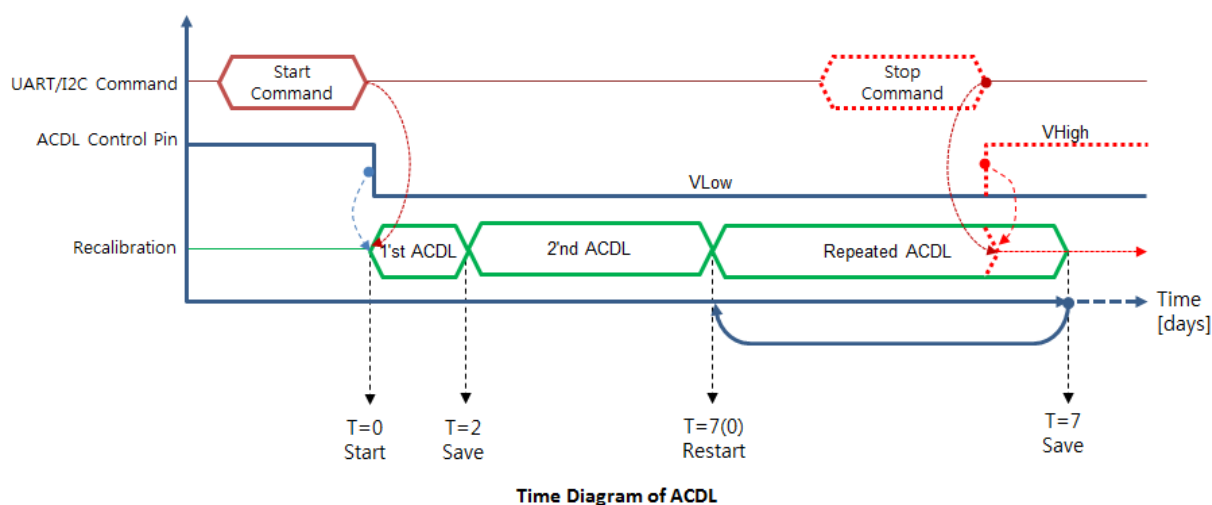 UART/I2C Command
Start
Command
Stop
Command
ACDL Control Pin
VHigh
VLow
Recalibration
1'st ACDL
2'nd ACDL
Repeated ACDL
Time
[days]
T=0
Start
T=2
Save
T=7(0)
Restart
T=7
Save
Time Diagram of ACDL